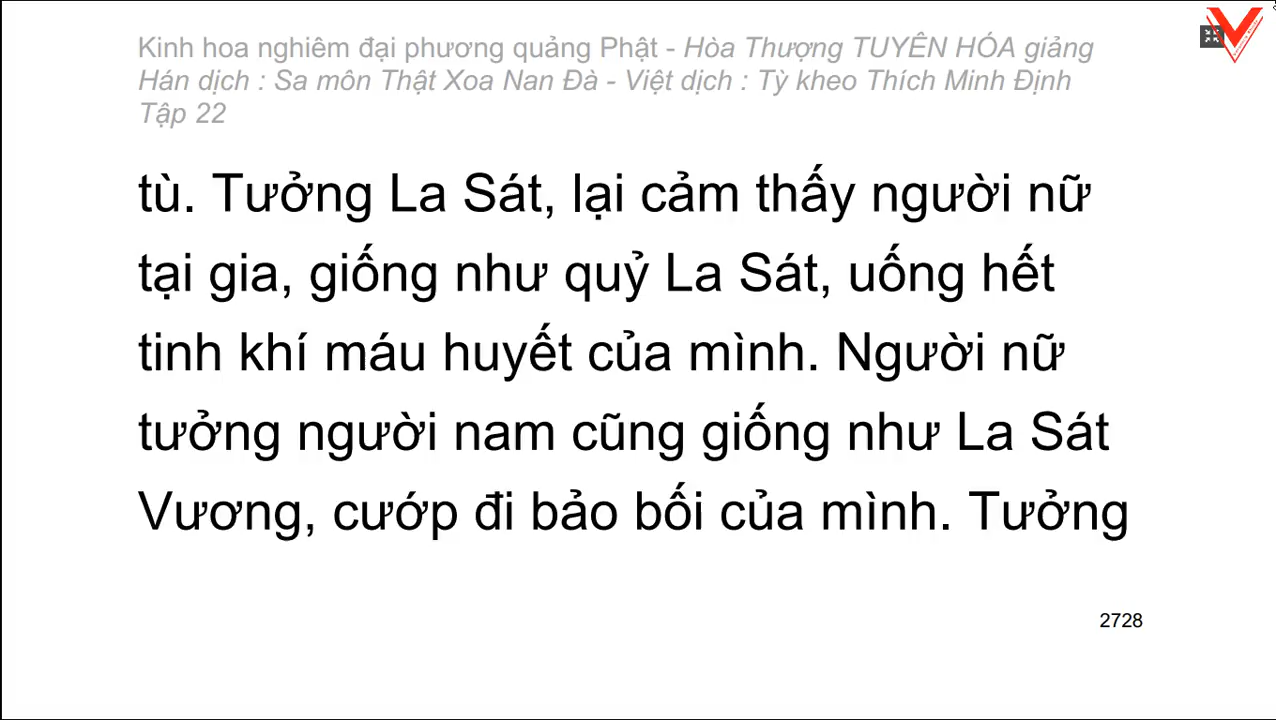 Kinh hoa nghiêm đại phương quảng Phật - Hòa Thượng TUYÊN HÓA giảng
Hán dịch : Sa môn Thật Xoa Nan Đà - Việt dịch : Tỳ kheo Thích Minh Định
Tập 22
tù. Tưởng La Sát, lại cảm thấy người nữ
tại gia, giống như quỷ La Sát, uống hết
tinh khí máu huyết của mình. Người nữ
tưởng người nam cũng giống như La Sát
Vương, cướp đi bảo bối của mình. Tưởng
2728